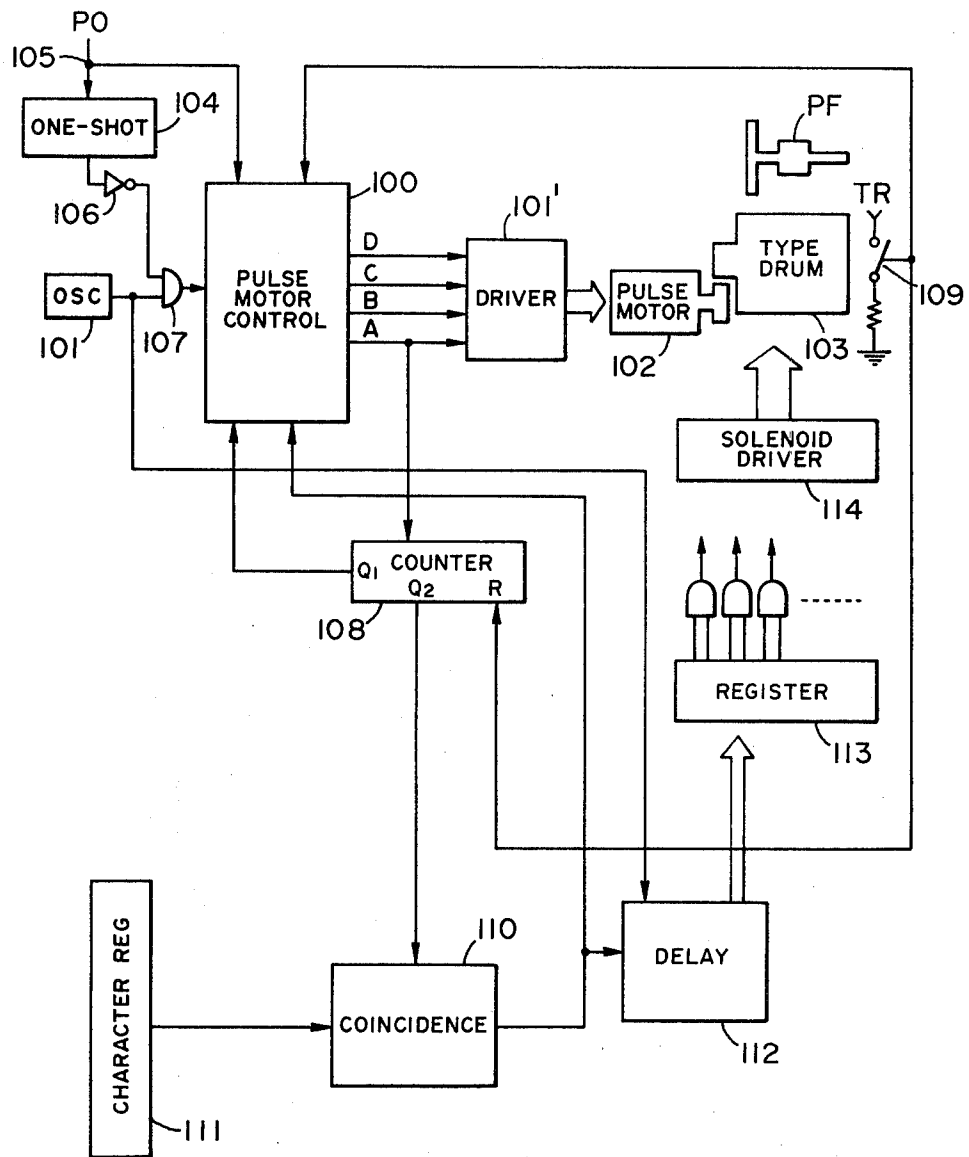 PO
105
ONE-SHOT
104
PF
106
100
101'
TR
D
C
B
A
PULSE
MOTOR
CONTROL
DRIVER
PULSE
MOTOR
TYPE
DRUM
109
OSC
101
107
102
103
SOLENOID
DRIVER
114
COUNTER
Q1
Q2
R
108
REGISTER
113
CHARACTER REG
110
COINCIDENCE
DELAY
112
111